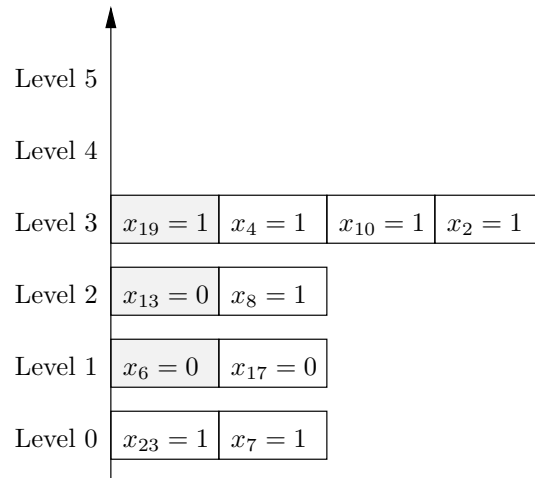 Level 5
Level 4
Level 3 x₁₉ = 1 x₄ = 1 x₁₀ = 1 x₂ = 1
Level 2 x₁₃ = 0 x₈ = 1
Level 1 x₆ = 0 x₁₇ = 0
Level 0 x₂₃ = 1 x₇ = 1